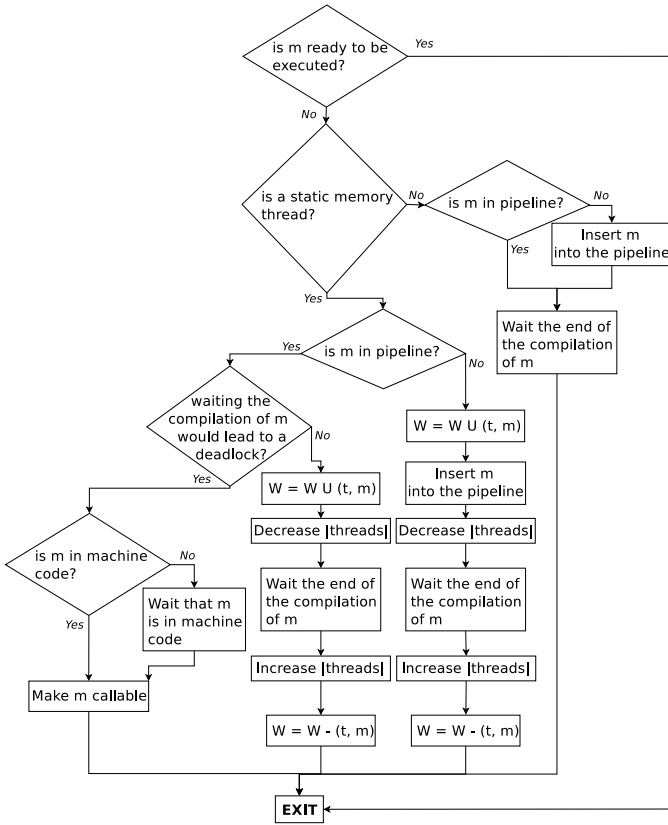 is m ready to be
executed?
Yes
No
is a static memory
thread?
No
is m in pipeline?
No
Insert m
into the pipeline
Yes
Yes
Wait the end of
the compilation
of m
is m in pipeline?
Yes
No
waiting the
compilation of m
would lead to a
deadlock?
No
Yes
W = W U (t, m)
W = W U (t, m)
Insert m
into the pipeline
Decrease |threads|
Decrease |threads|
is m in machine
code?
No
Yes
Wait that m
is in machine
code
Wait the end of
the compilation
of m
Wait the end of
the compilation
of m
Make m callable
Increase |threads|
Increase |threads|
W = W - (t, m)
W = W - (t, m)
EXIT